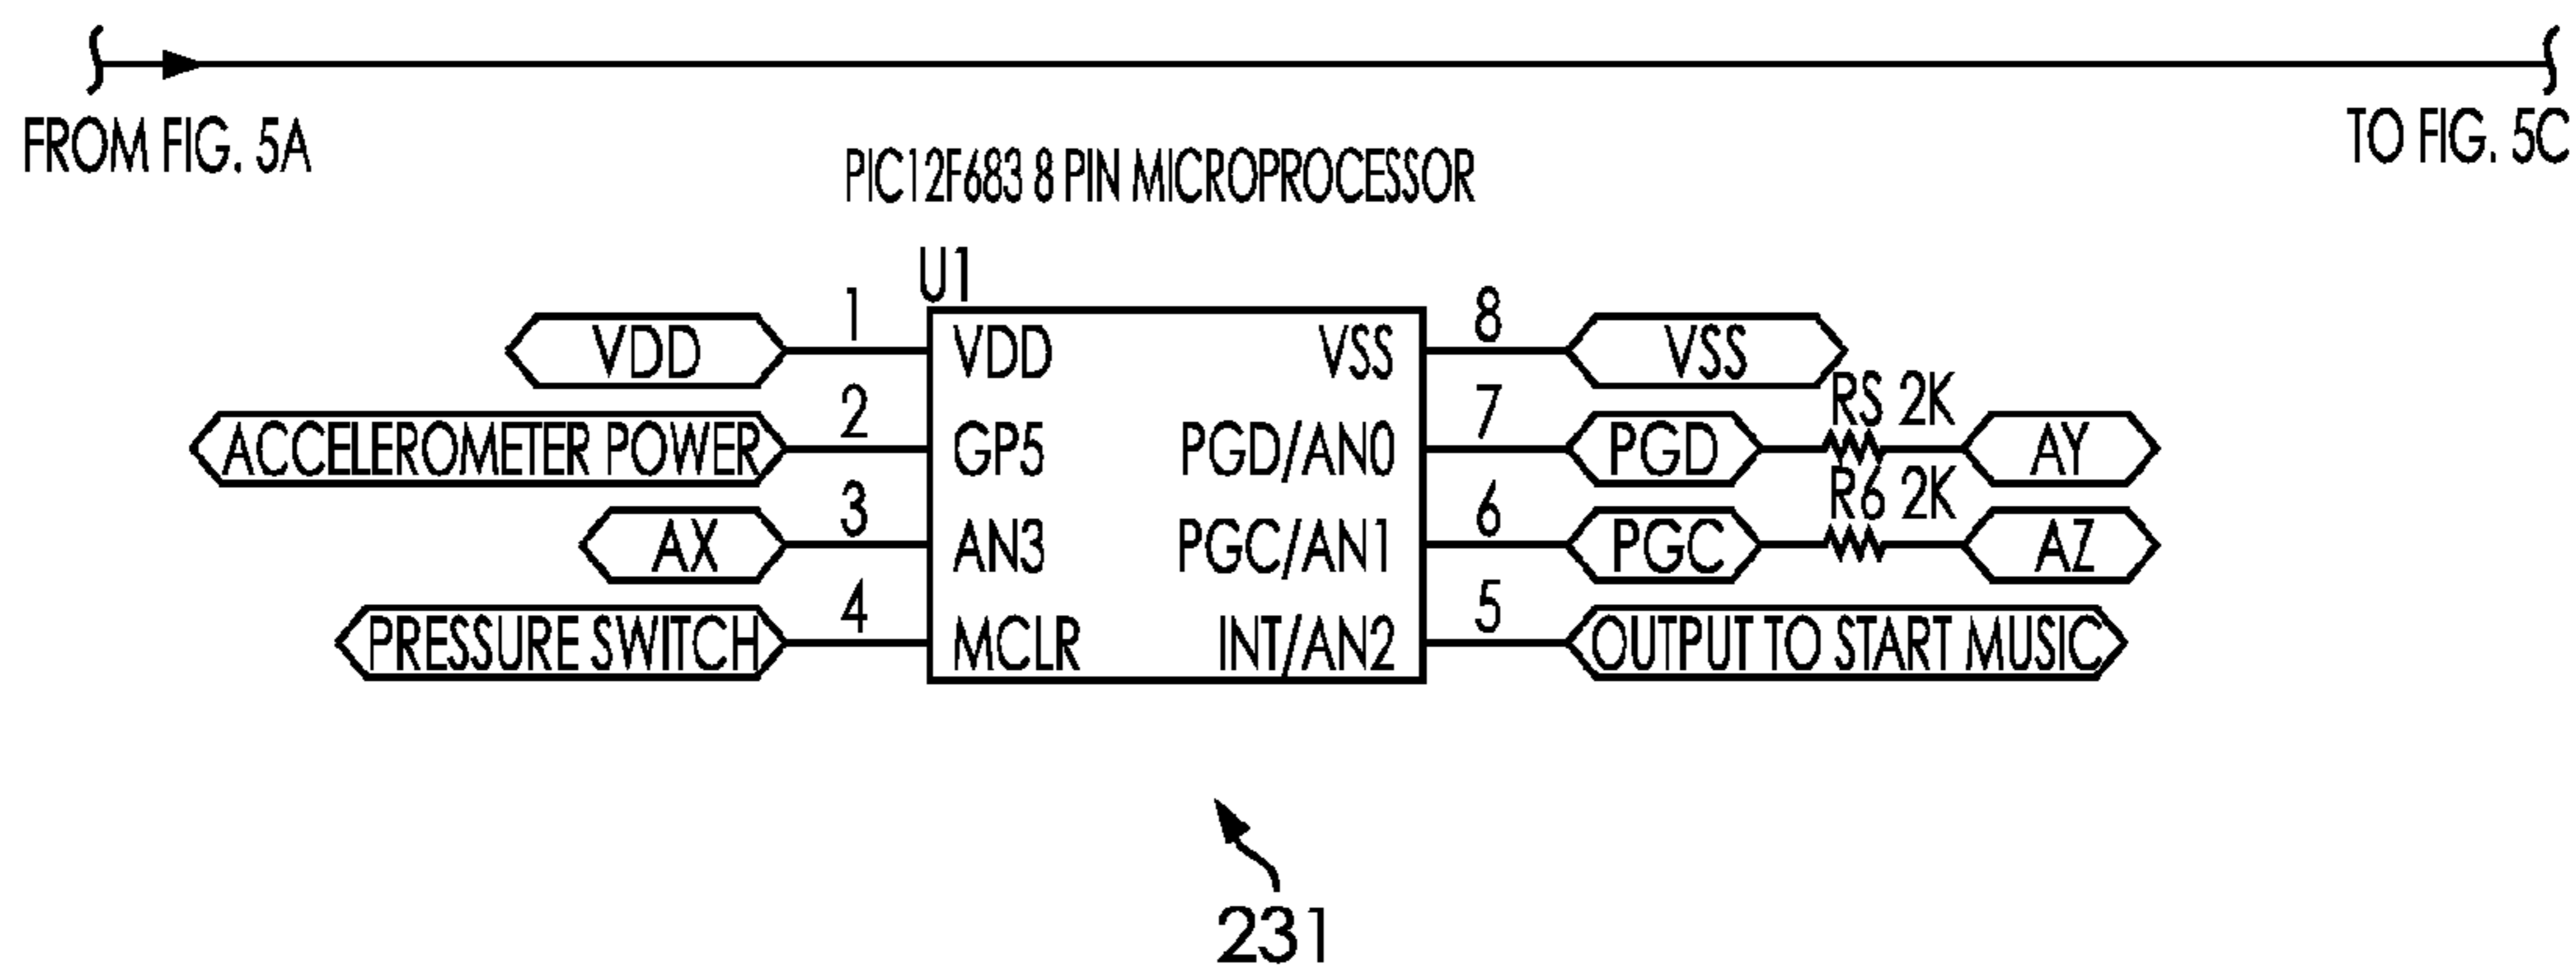 FROM FIG. 5A
TO FIG. 5C
PIC12F683 8 PIN MICROPROCESSOR
U1
VDD 1 VDD VSS 8 VSS
RS 2K
ACCELEROMETER POWER 2 GP5 PGD/AN0 7 PGD AY
R6 2K
AX 3 AN3 PGC/AN1 6 PGC AZ
PRESSURE SWITCH 4 MCLR INT/AN2 5 OUTPUT TO START MUSIC
231